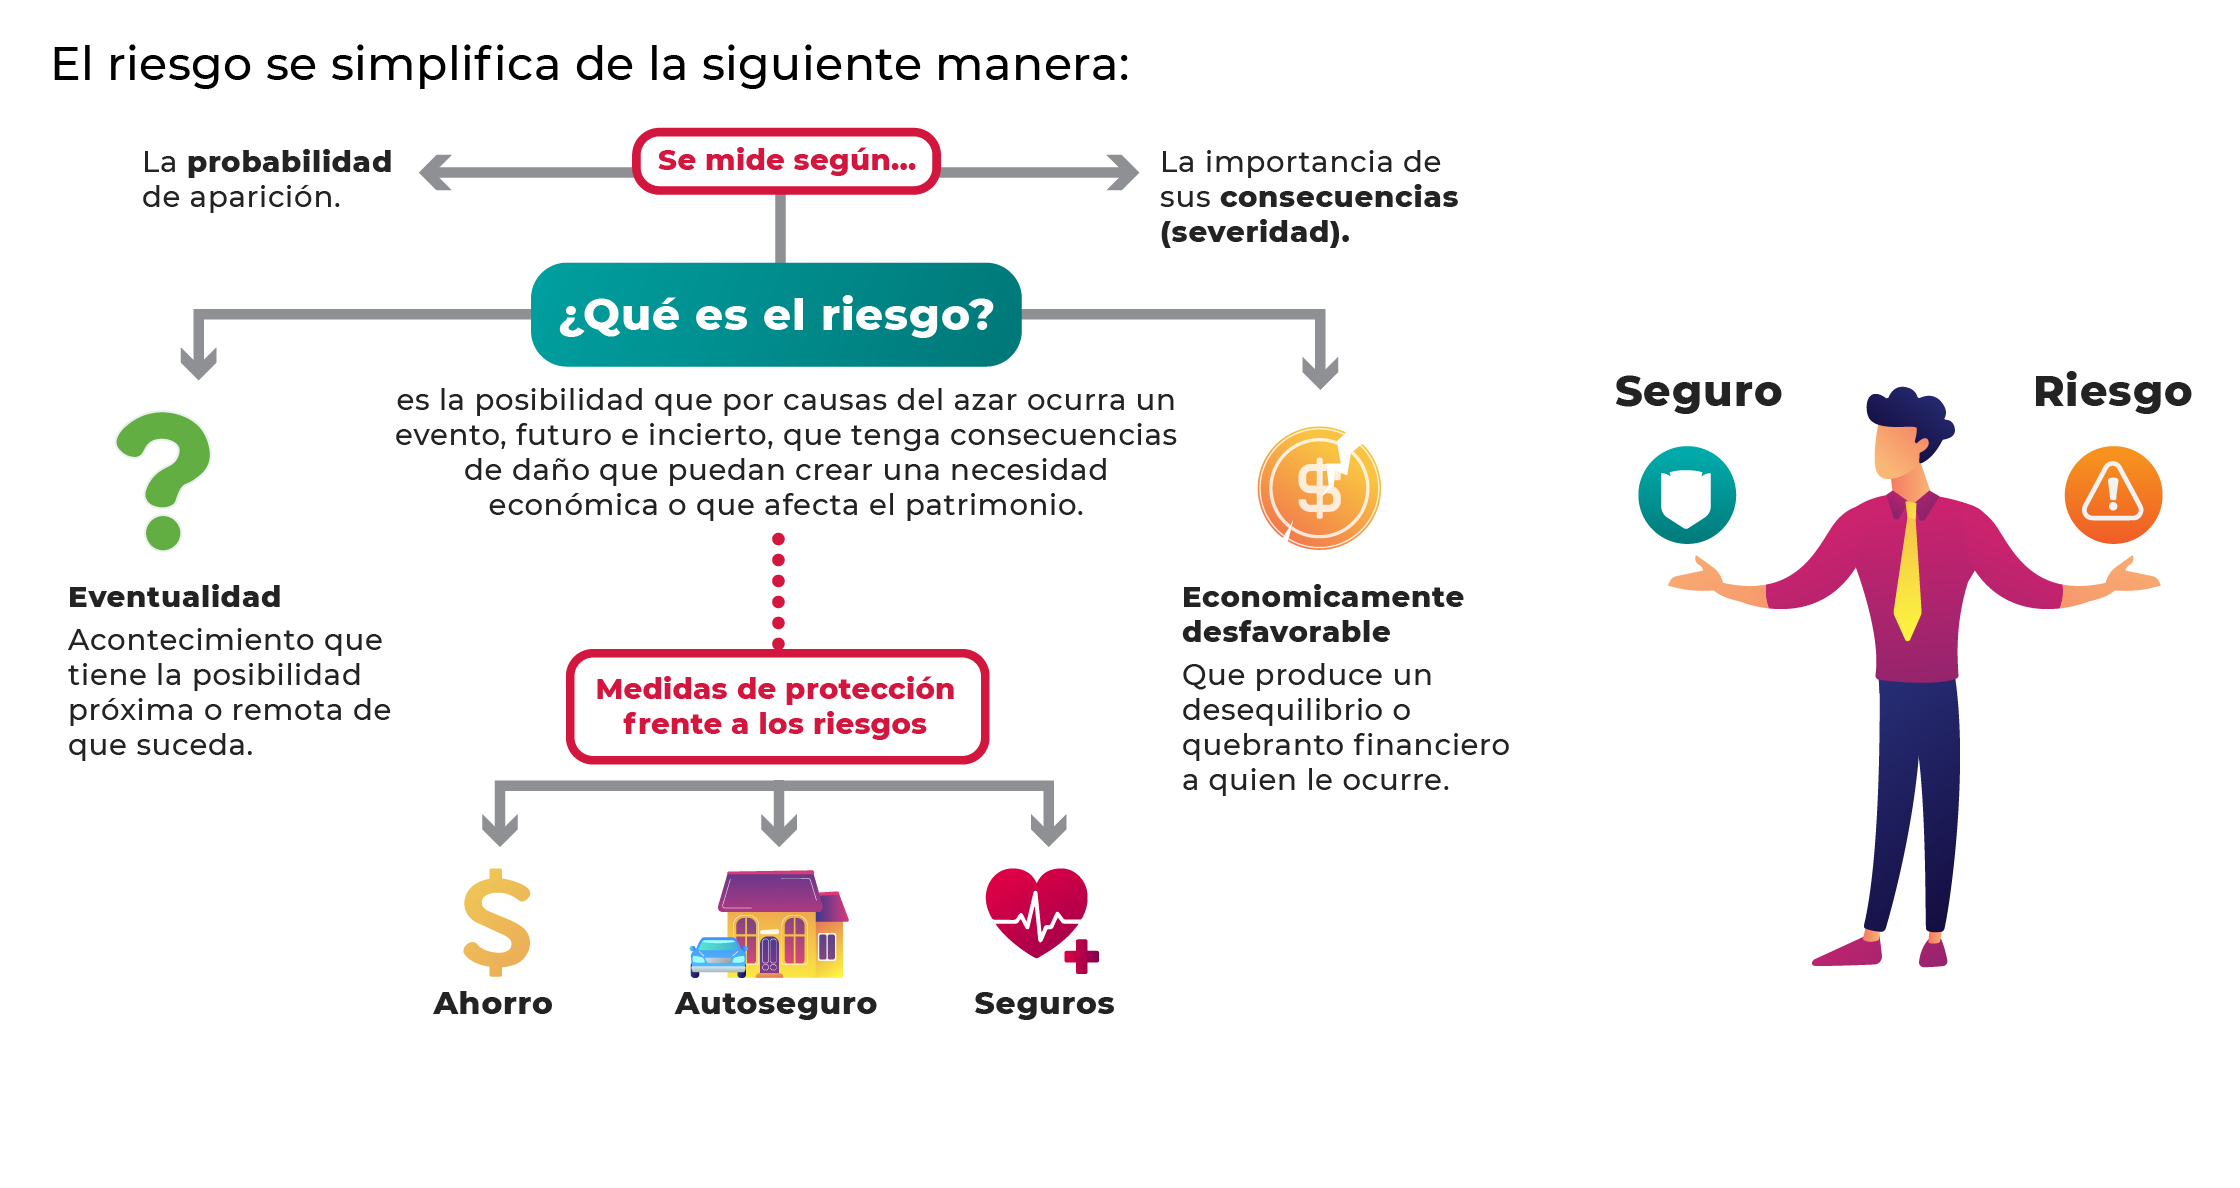 El riesgo se simplifica de la siguiente manera:
La probabilidad
de aparición.
Se mide según...
La importancia de
sus consecuencias
(severidad).
¿Qué es el riesgo?
es la posibilidad que por causas del azar ocurra un
evento, futuro e incierto, que tenga consecuencias
de daño que puedan crear una necesidad
económica o que afecta el patrimonio.
Eventualidad
Acontecimiento que
tiene la posibilidad
próxima o remota de
que suceda.
$
Economicamente
desfavorable
Que produce un
desequilibrio o
quebranto financiero
a quien le ocurre.
Medidas de protección
frente a los riesgos
Ahorro
Autoseguro
Seguros
Seguro
Riesgo